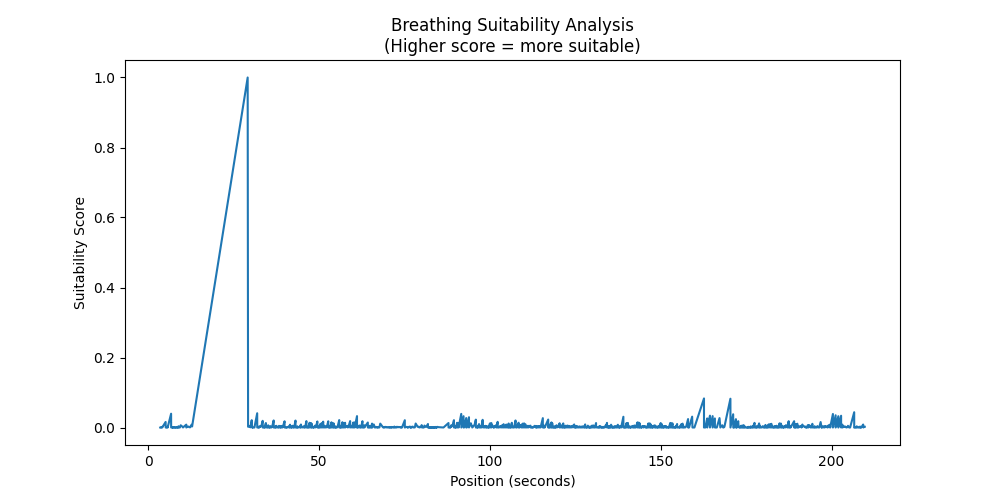 Breathing Suitability Analysis
(Higher score = more suitable)
Suitability Score
1.0
0.8
0.6
0.4
0.2
0.0
0
50
100
150
200
Position (seconds)